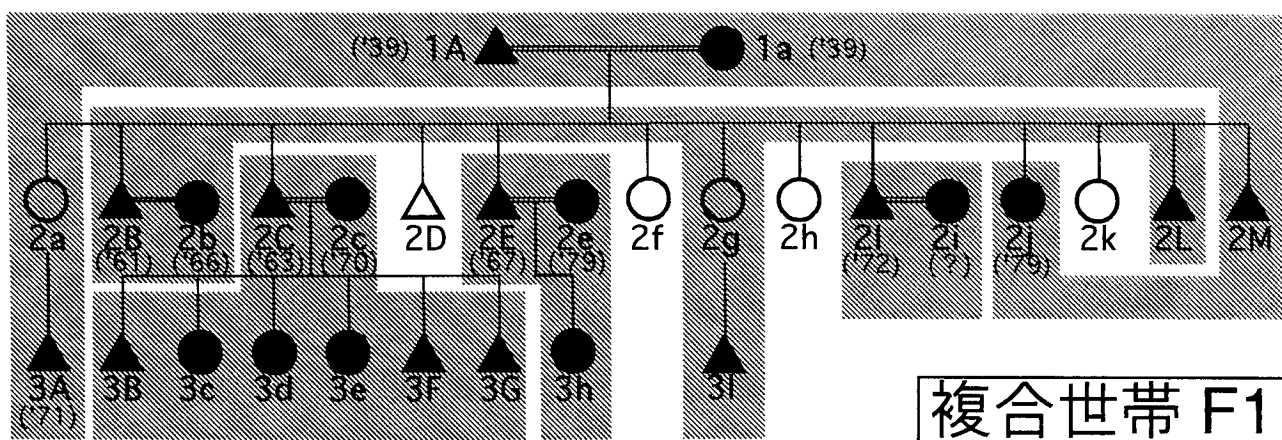 ('39) 1A 1a ('39)
2a 2B 2b 2C 2c 2D 2E 2e 2f 2g 2h 2I 2i 2j 2k 2L 2M
('61) ('66) ('63) ('70) ('67) ('79) ('72) (?) ('79)
3A 3B 3c 3d 3e 3F 3G 3h 3I
('71)
複合世帯 F1